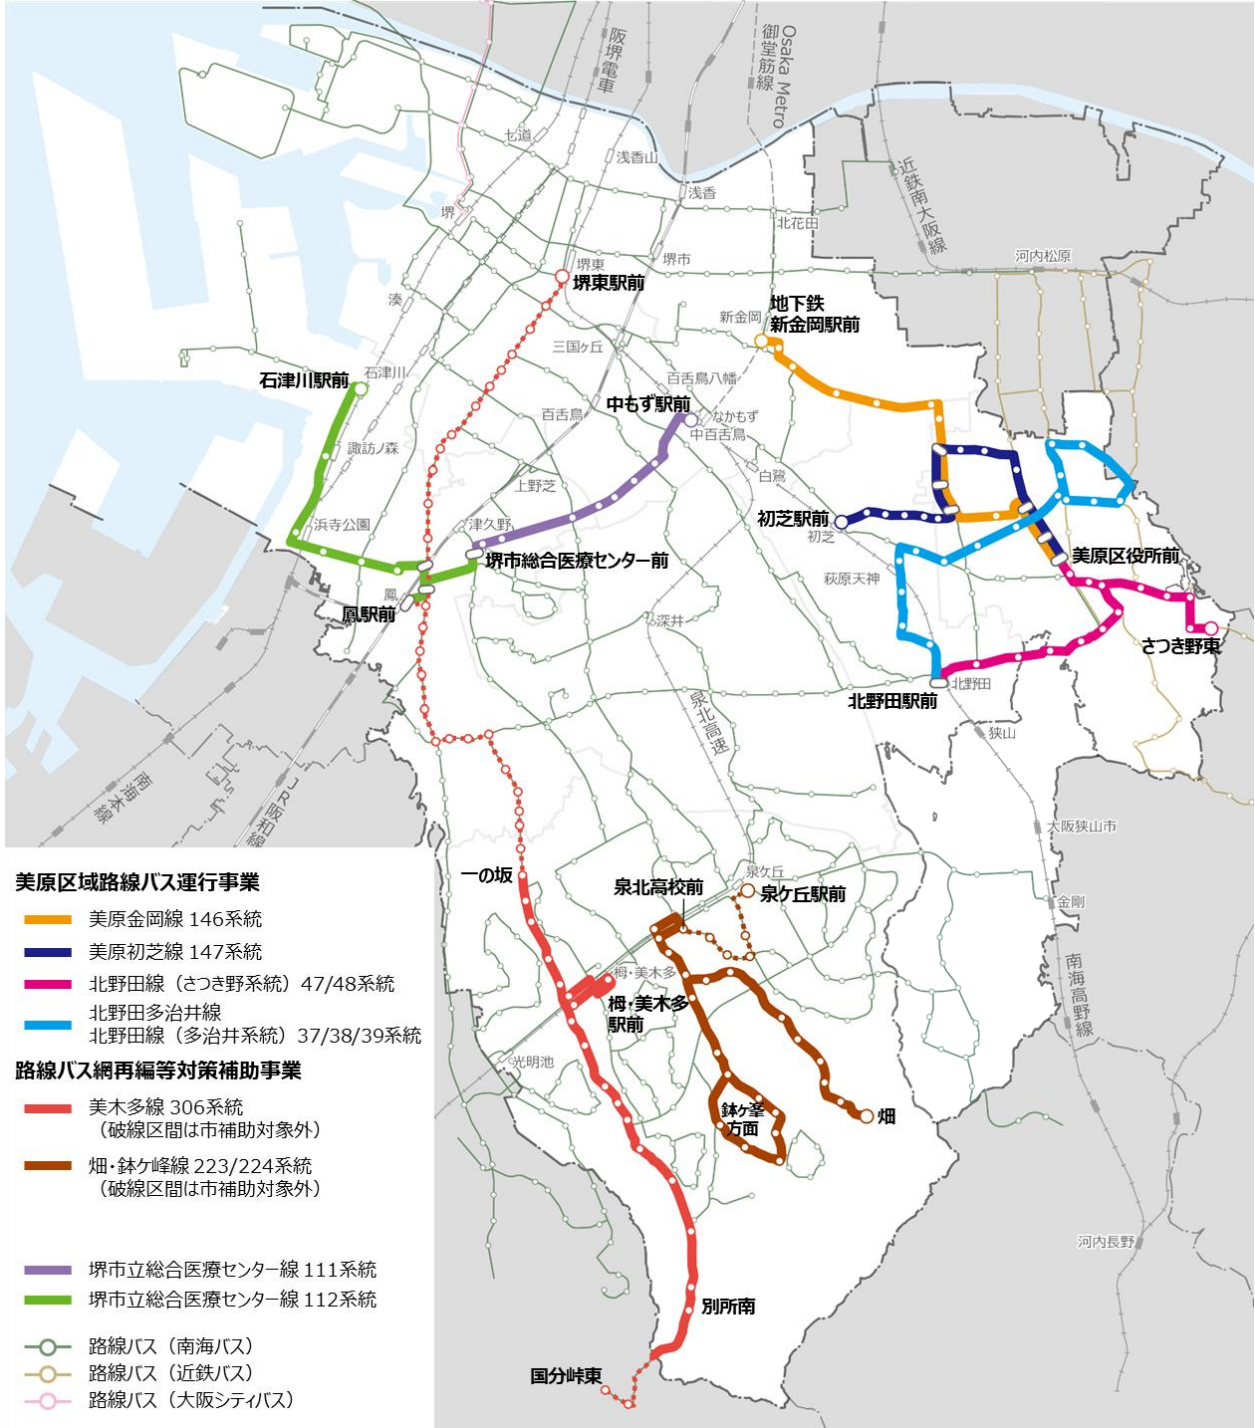 阪堺電車
Osaka Metro
御堂筋線
七道
浅香山
浅香
近鉄南大阪線
堺
北花田
堺東
堺市
河内松原
堺東駅前
湊
地下鉄
新金岡駅前
新金岡
三国ケ丘
石津川
石津川駅前
百舌鳥八幡
中もず駅前
百舌鳥
なかもず
中百舌鳥
諏訪ノ森
上野芝
白鷺
浜寺公園
津久野
初芝駅前
初芝
堺市総合医療センター前
美原区役所前
萩原天神
鳳
鳳駅前
深井
さつき野東
北野田
北野田駅前
泉北高速
狭山
南海本線
JR阪和線
大阪狭山市
一の坂
泉ケ丘
泉北高校前
泉ケ丘駅前
金剛
栂・美木多
栂・美木多
駅前
南海高野線
光明池
鉢ヶ峯
方面
畑
河内長野
別所南
国分峠東
美原区域路線バス運行事業
美原金岡線 146系統
美原初芝線 147系統
北野田線（さつき野系統）47/48系統
北野田多治井線
北野田線（多治井系統）37/38/39系統
路線バス網再編等対策補助事業
美木多線 306系統
（破線区間は市補助対象外）
畑・鉢ケ峰線 223/224系統
（破線区間は市補助対象外）
堺市立総合医療センター線 111系統
堺市立総合医療センター線 112系統
路線バス（南海バス）
路線バス（近鉄バス）
路線バス（大阪シティバス）